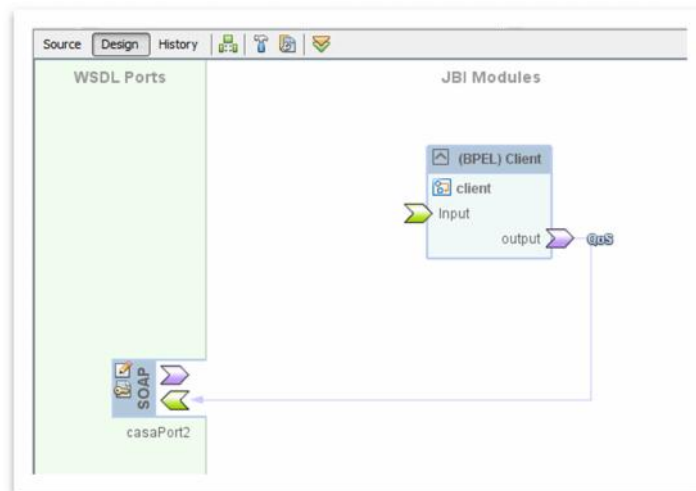 Source Design History
WSDL Ports
JBI Modules
(BPEL) Client
client
Input
output
QoS
SOAP
casaPort2